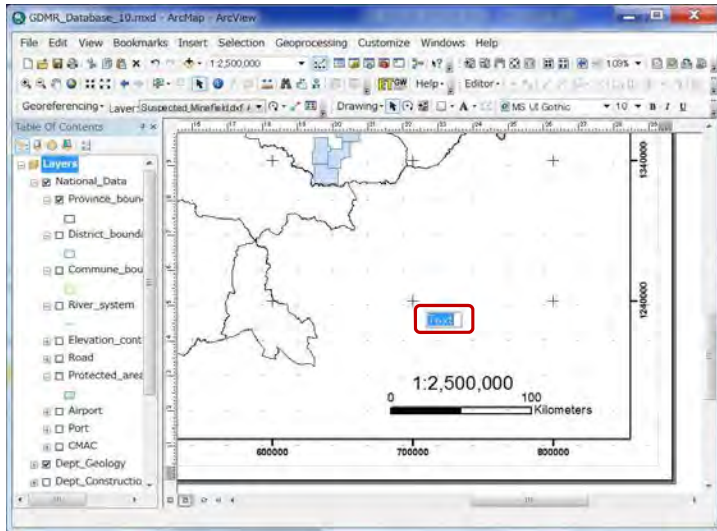 GDMR_Database_10.mxd - ArcMap - ArcView
File Edit View Bookmarks Insert Selection Geoprocessing Customize Windows Help
1:2,500,000
103%
Help Editor
Georeferencing Layer: Suspected_Minefield.dxf
Drawing A MS UI Gothic 10 B I U
Table Of Contents
Layers
National_Data
Province_boun
District_bounda
Commune_bou
River_system
Elevation_cont
Road
Protected_area
Airport
Port
CMAC
Dept_Geology
Dept_Constructio
1340000
1240000
Text
1:2,500,000
0 100
Kilometers
600000 700000 800000